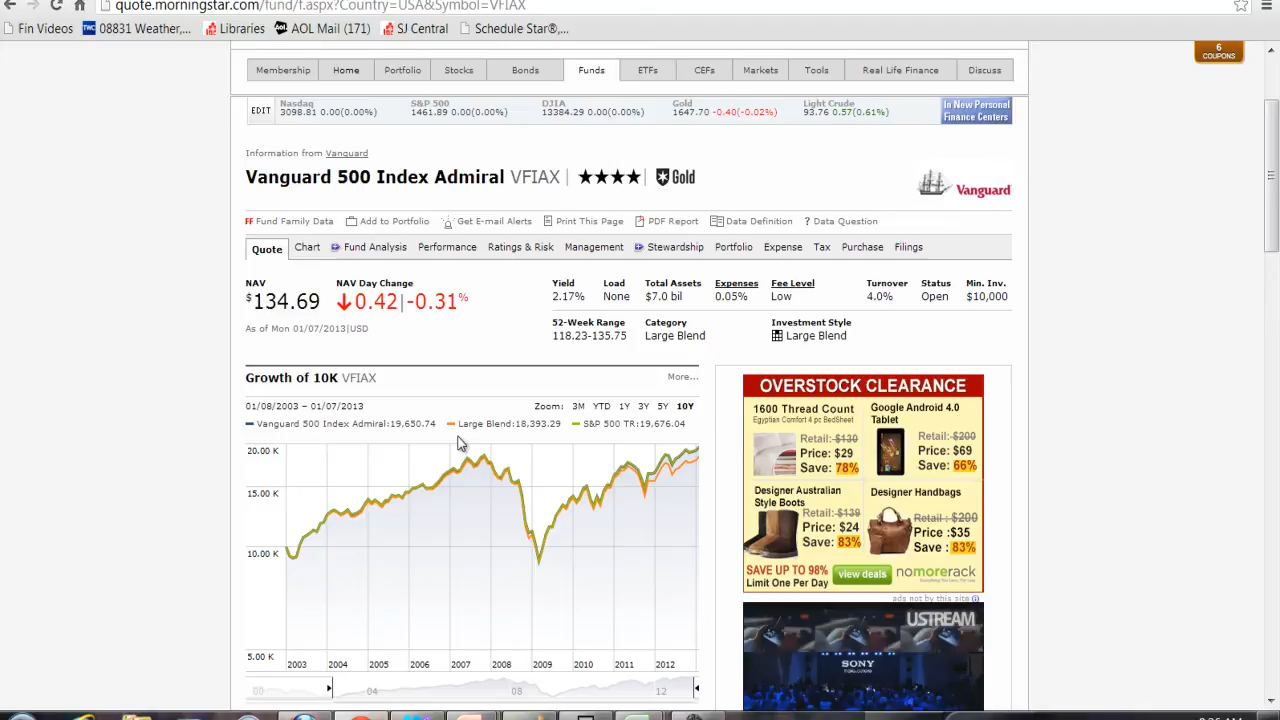 quote.morningstar.com/fund/f.aspx?Country=USA&Symbol=VFIAX
Fin Videos TWC 08831 Weather,... Libraries AOL Mail (171) SJ Central Schedule Star®,...
6
COUPONS
Membership Home Portfolio Stocks Bonds Funds ETFs CEFs Markets Tools Real Life Finance Discuss
EDIT
Nasdaq S&P 500 DJIA Gold Light Crude
3098.81 0.00(0.00%) 1461.89 0.00(0.00%) 13384.29 0.00(0.00%) 1647.70 -0.40(-0.02%) 93.76 0.57(0.61%)
In New Personal
Finance Centers
Information from Vanguard
Vanguard 500 Index Admiral VFIAX | ★★★★ | Gold
Vanguard
FF Fund Family Data Add to Portfolio Get E-mail Alerts Print This Page PDF Report Data Definition ? Data Question
Quote Chart Fund Analysis Performance Ratings & Risk Management Stewardship Portfolio Expense Tax Purchase Filings
NAV NAV Day Change Yield Load Total Assets Expenses Fee Level Turnover Status Min. Inv.
$134.69 0.42|-0.31% 2.17% None $7.0 bil 0.05% Low 4.0% Open $10,000
As of Mon 01/07/2013|USD
52-Week Range Category Investment Style
118.23-135.75 Large Blend Large Blend
Growth of 10K VFIAX More...
01/08/2003 – 01/07/2013 Zoom: 3M YTD 1Y 3Y 5Y 10Y
Vanguard 500 Index Admiral:19,650.74 Large Blend:18,393.29 S&P 500 TR:19,676.04
20.00 K
15.00 K
10.00 K
5.00 K
2003 2004 2005 2006 2007 2008 2009 2010 2011 2012
00 04 08 12
OVERSTOCK CLEARANCE
1600 Thread Count
Egyptian Comfort 4 pc BedSheet
Retail: $130
Price: $29
Save: 78%
Google Android 4.0
Tablet
Retail: $200
Price: $69
Save: 66%
Designer Australian
Style Boots
Retail: $139
Price: $24
Save: 83%
Designer Handbags
Retail : $200
Price :$35
Save : 83%
SAVE UP TO 98%
Limit One Per Day
view deals
nomorerack
ads not by this site
USTREAM
SONY